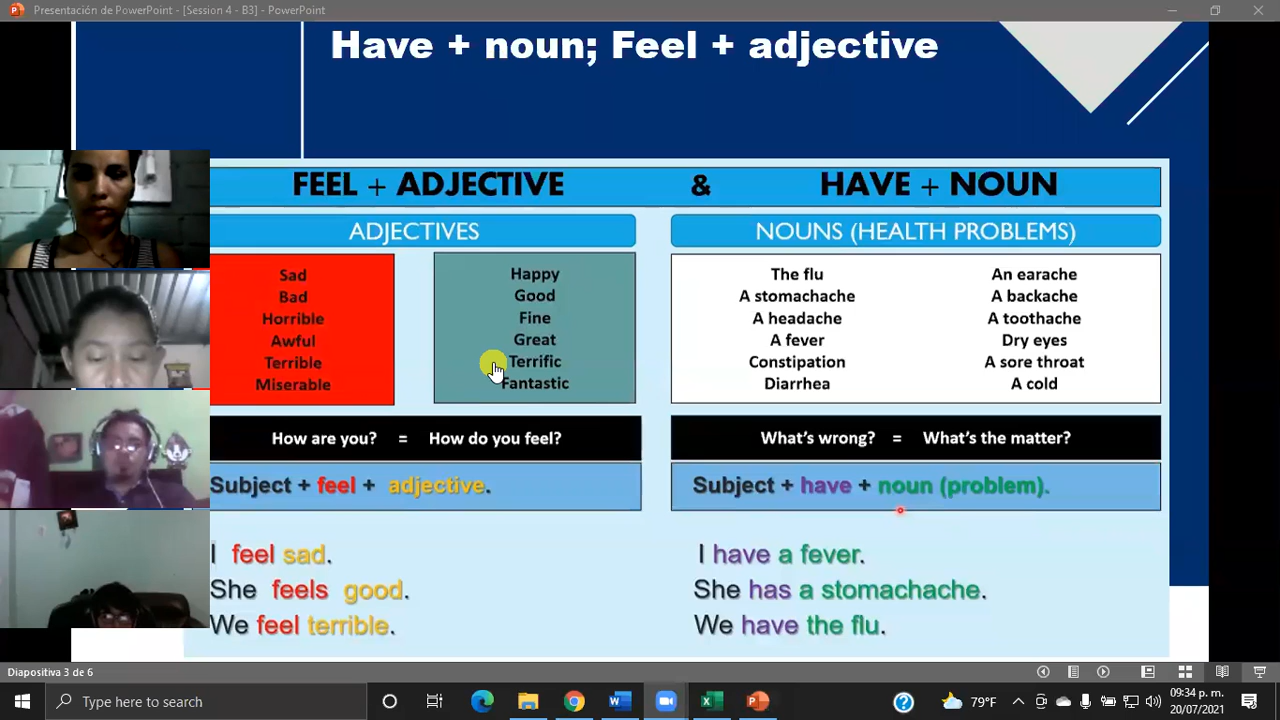 Presentación de PowerPoint - [Session 4 - B3] - PowerPoint
Have + noun; Feel + adjective
FEEL + ADJECTIVE & HAVE + NOUN
ADJECTIVES
Sad
Bad
Horrible
Awful
Terrible
Miserable
Happy
Good
Fine
Great
Terrific
Fantastic
How are you? = How do you feel?
Subject + feel + adjective.
I feel sad.
She feels good.
We feel terrible.
NOUNS (HEALTH PROBLEMS)
The flu
A stomachache
A headache
A fever
Constipation
Diarrhea
An earache
A backache
A toothache
Dry eyes
A sore throat
A cold
What's wrong? = What's the matter?
Subject + have + noun (problem).
I have a fever.
She has a stomachache.
We have the flu.
Diapositiva 3 de 6
Type here to search
79°F
09:34 p. m.
20/07/2021